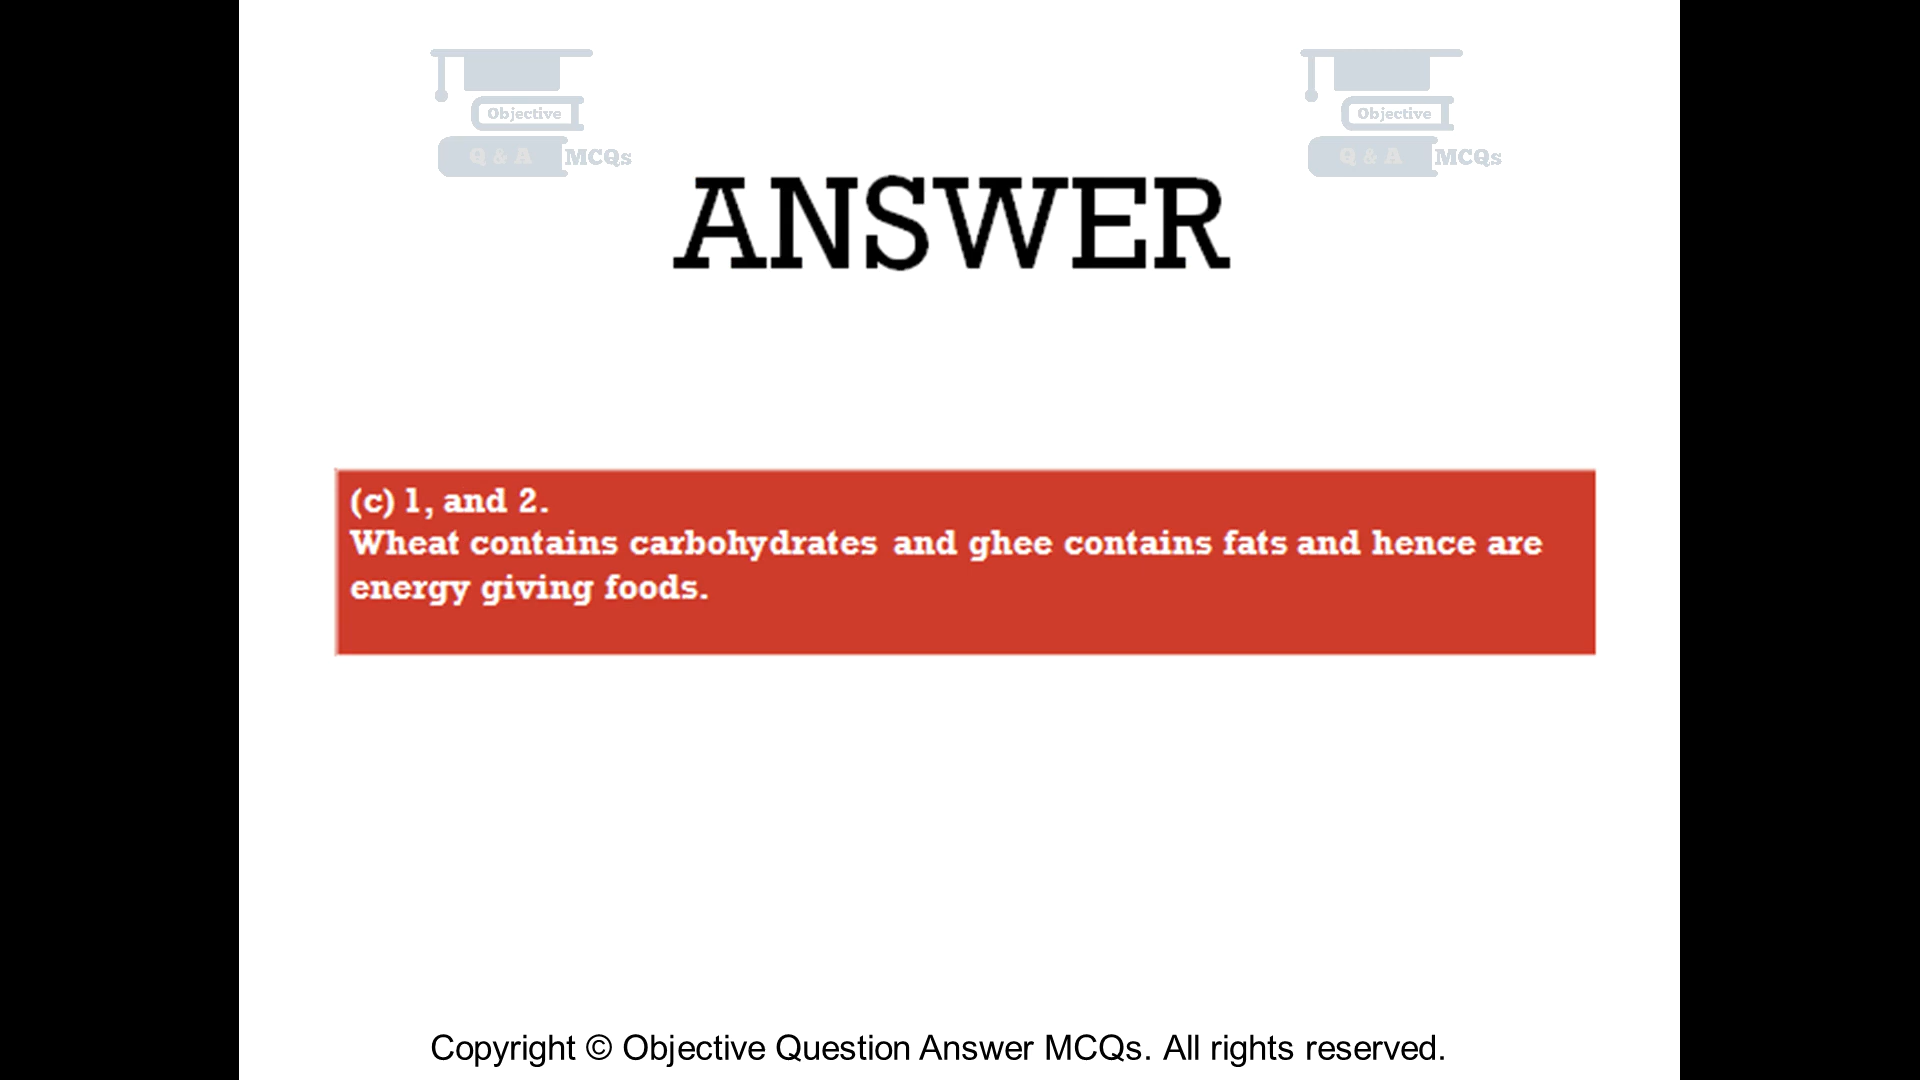 Objective
Q & A MCQs
Objective
Q & A MCQs
ANSWER
(c) 1, and 2.
Wheat contains carbohydrates and ghee contains fats and hence are
energy giving foods.
Copyright © Objective Question Answer MCQs. All rights reserved.